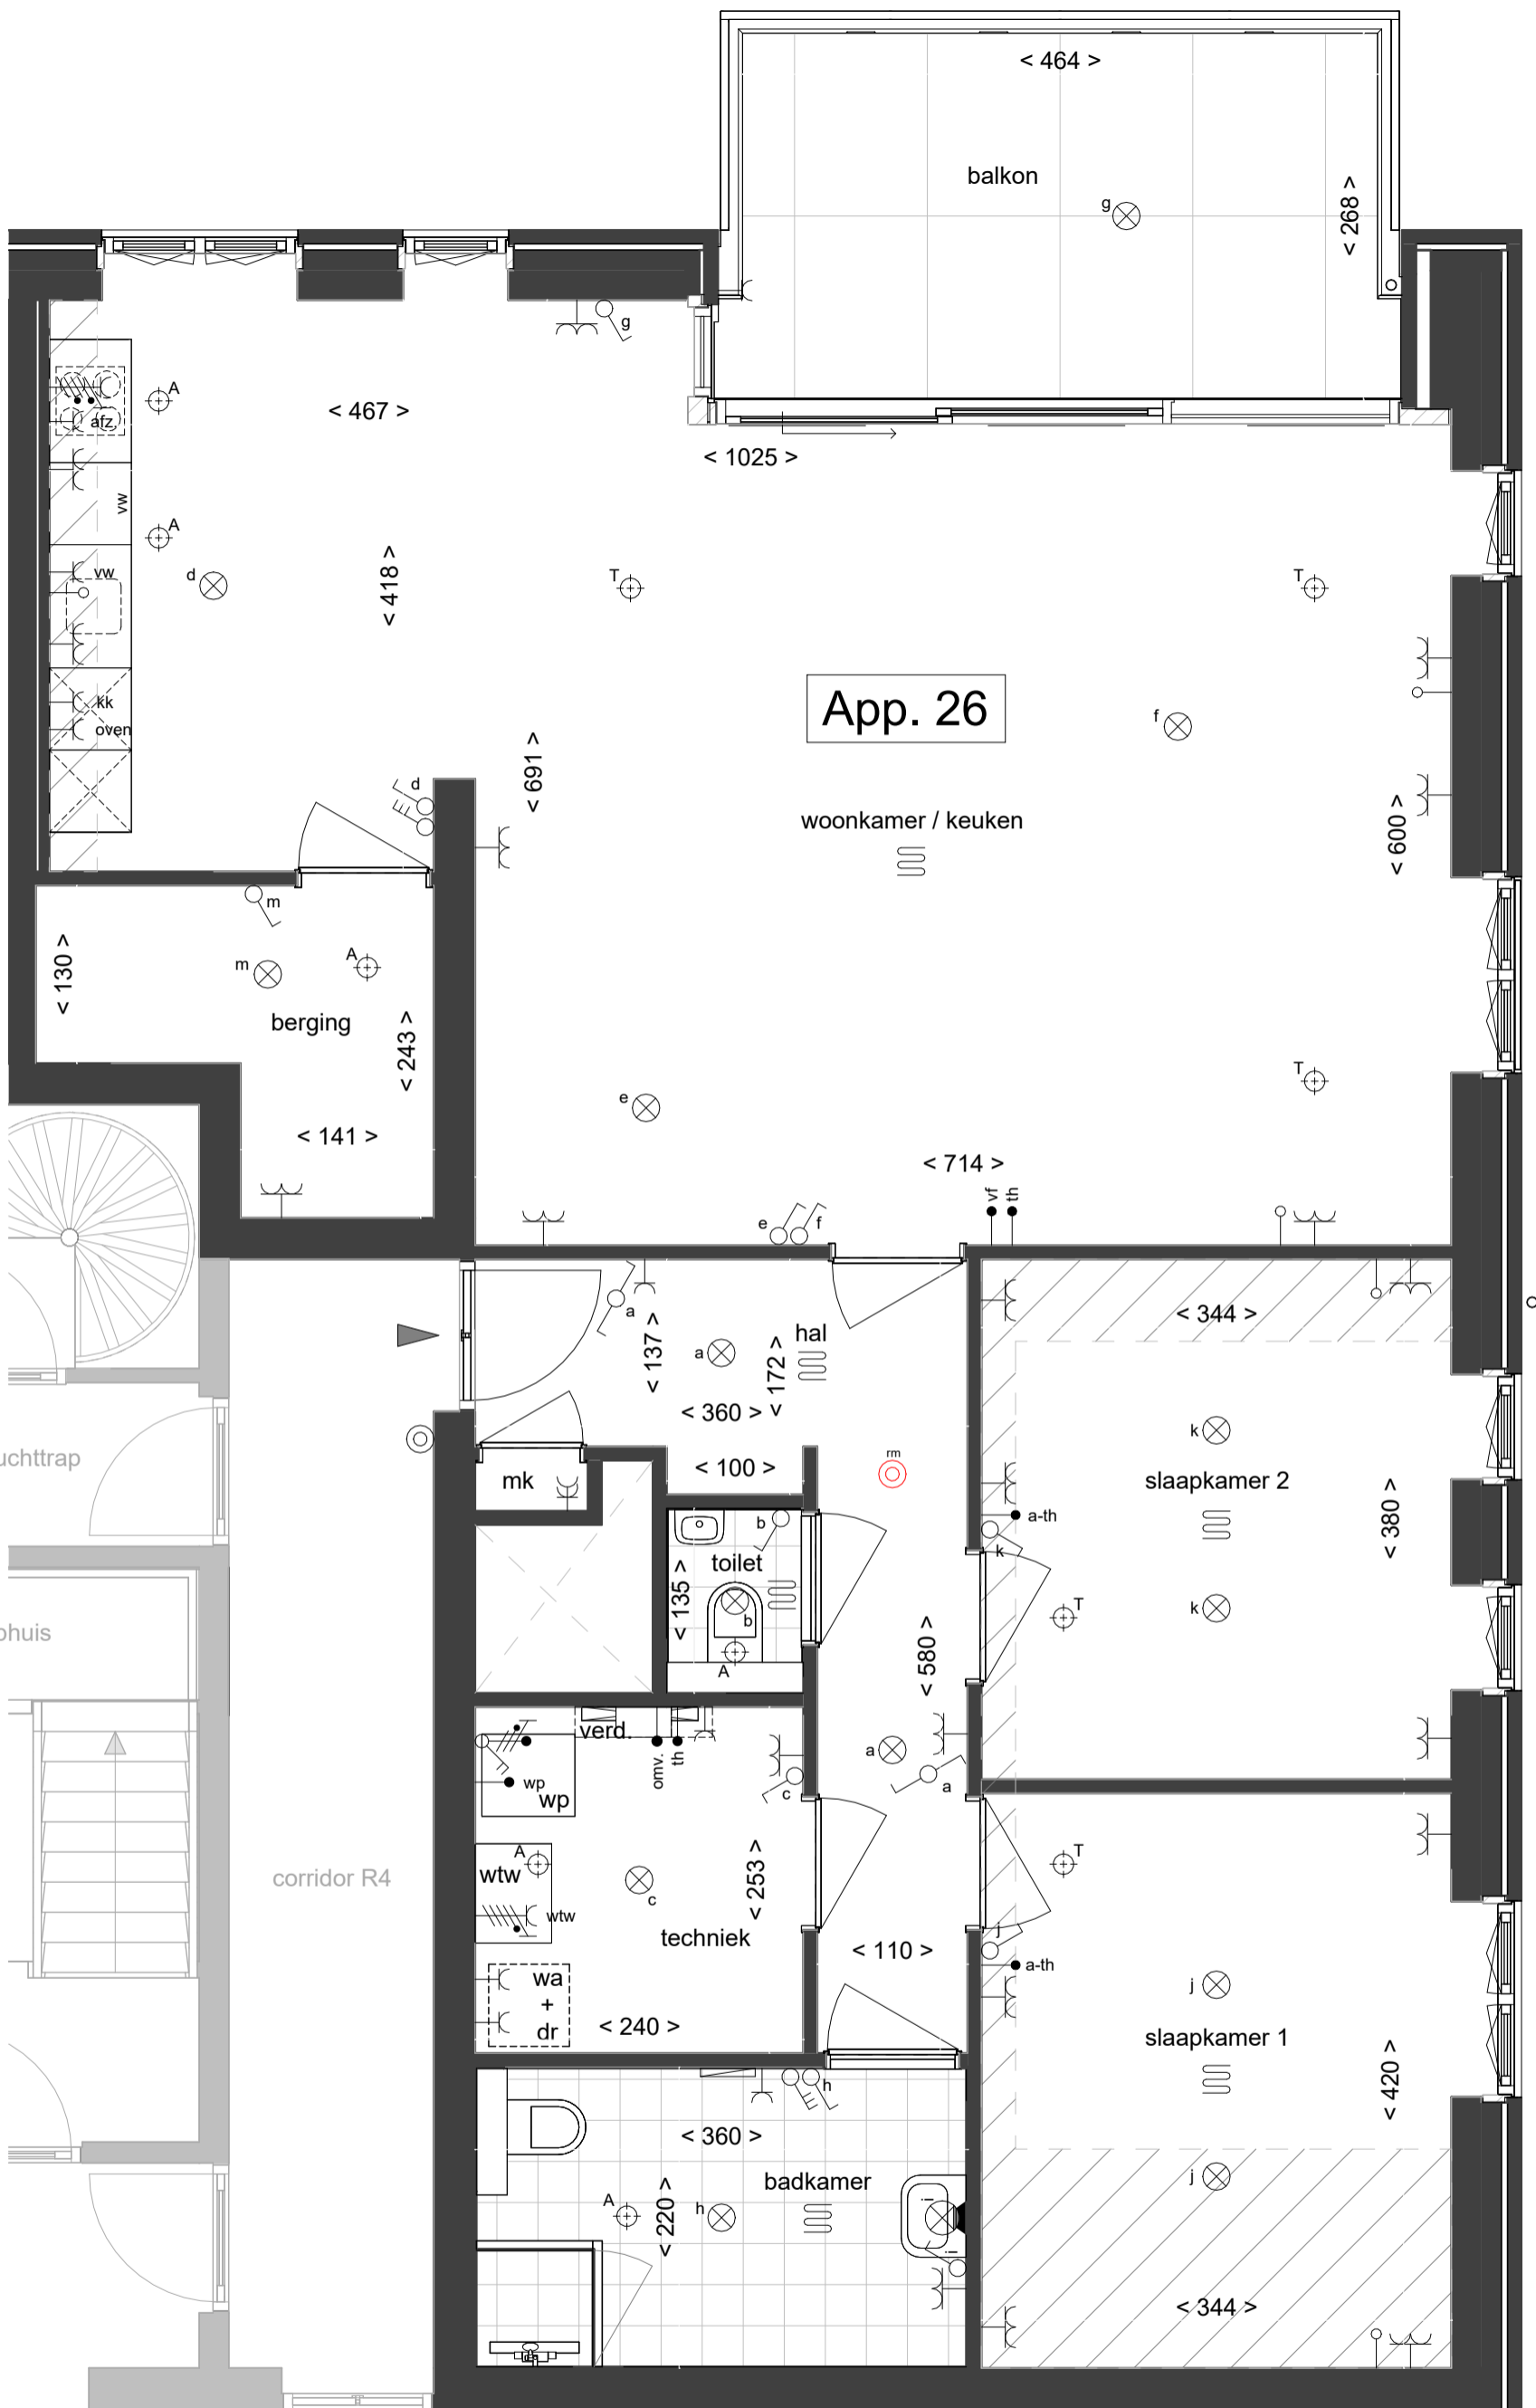 < 464 >
balkon
g
< 268 >
g
A
afz.
< 467 >
< 1025 >
vw
A
vw
d
< 418 >
T
T
kk
oven
App. 26
f
< 691 >
d
woonkamer / keuken
< 600 >
m
m
A
< 130 >
berging
< 243 >
e
T
< 141 >
< 714 >
vf
th
e
f
a
hal
< 344 >
a
< 137 >
< 172 >
< 360 >
k
uchttrap
mk
< 100 >
rm
slaapkamer 2
a-th
b
k
toilet
< 380 >
< 135 >
b
k
T
phuis
A
< 580 >
verd.
omv.
th
a
wp
wp
c
a
A
wtw
T
corridor R4
c
< 253 >
wtw
techniek
j
< 110 >
a-th
wa
+
dr
j
< 240 >
slaapkamer 1
< 420 >
h
< 360 >
badkamer
j
A
h
< 220 >
i
i
< 344 >